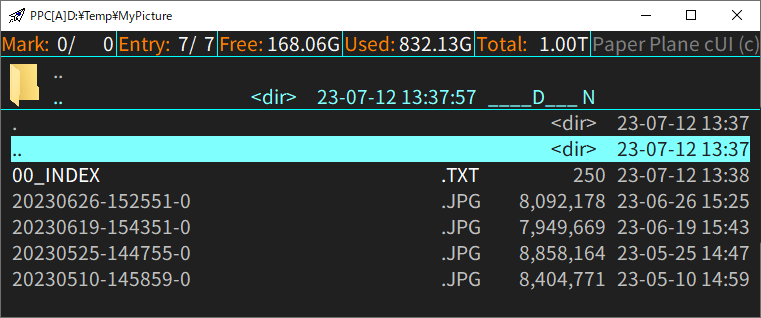 PPC[A]D:¥Temp¥MyPicture
Mark: 0/ 0 Entry: 7/ 7 Free: 168.06G Used: 832.13G Total: 1.00T Paper Plane cUI (c)
..
.. <dir> 23-07-12 13:37:57 ____D___ N
. <dir> 23-07-12 13:37
.. <dir> 23-07-12 13:37
00_INDEX .TXT 250 23-07-12 13:38
20230626-152551-0 .JPG 8,092,178 23-06-26 15:25
20230619-154351-0 .JPG 7,949,669 23-06-19 15:43
20230525-144755-0 .JPG 8,858,164 23-05-25 14:47
20230510-145859-0 .JPG 8,404,771 23-05-10 14:59